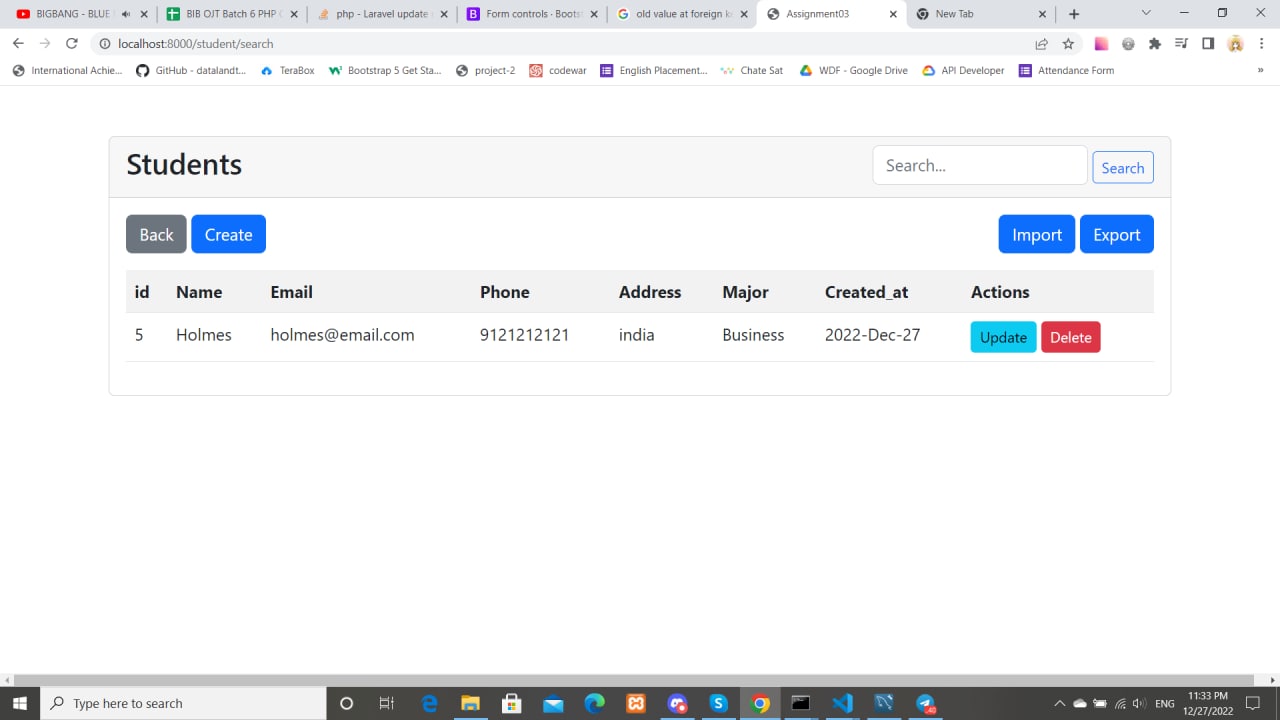 BIGBANG - BLUE
BIB OJT Batch 6 PHP
php - Laravel update
Form controls · Boots
old value at foreign k
Assignment03
New Tab
localhost:8000/student/search
International Achie...
GitHub - datalandt...
TeraBox
Bootstrap 5 Get Sta...
project-2
codewar
English Placement...
Chate Sat
WDF - Google Drive
API Developer
Attendance Form
»
Students
Search...
Search
Back
Create
Import
Export
id Name Email Phone Address Major Created_at Actions
5 Holmes holmes@email.com 9121212121 india Business 2022-Dec-27 Update Delete
Type here to search
40
ENG
11:33 PM
12/27/2022